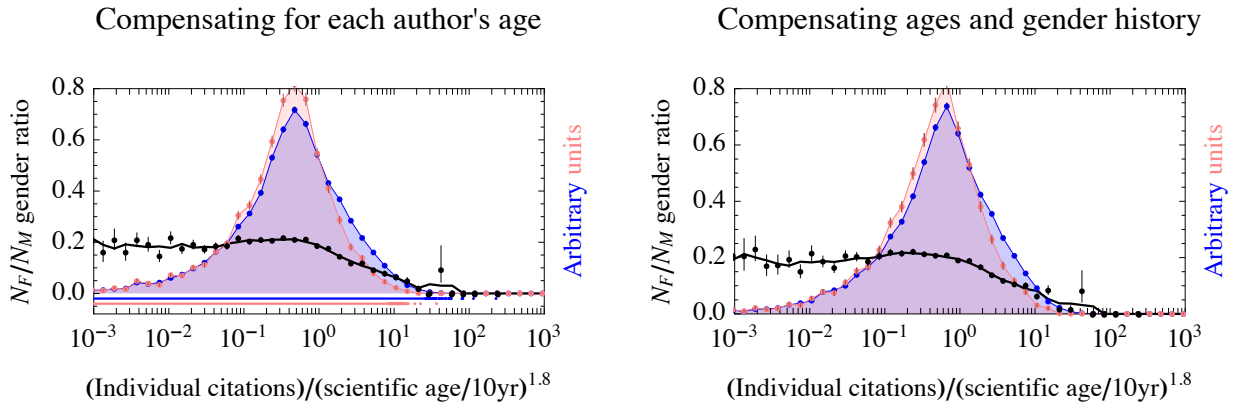 Compensating for each author's age
0.8
0.6
0.4
0.2
0.0
N_F/N_M gender ratio
Arbitrary units
10^-3 10^-2 10^-1 10^0 10^1 10^2 10^3
(Individual citations)/(scientific age/10yr)^1.8
Compensating ages and gender history
0.8
0.6
0.4
0.2
0.0
N_F/N_M gender ratio
Arbitrary units
10^-3 10^-2 10^-1 10^0 10^1 10^2 10^3
(Individual citations)/(scientific age/10yr)^1.8